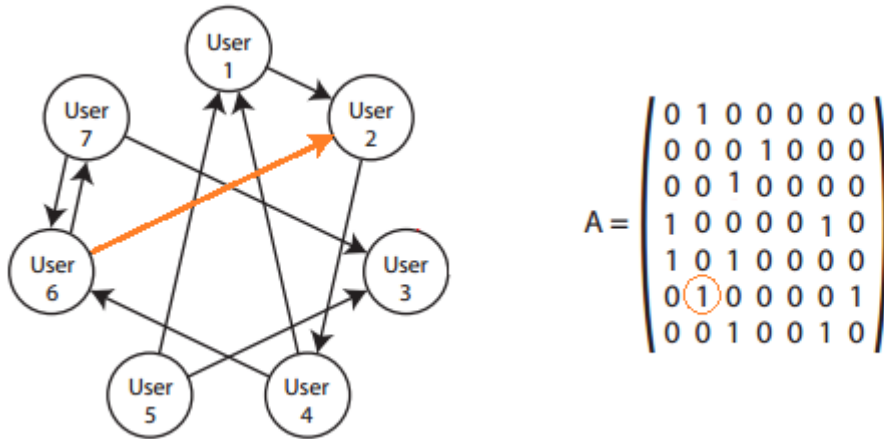 User
1
User
2
User
7
User
6
User
3
User
5
User
4
A =
0 1 0 0 0 0 0
0 0 0 1 0 0 0
0 0 1 0 0 0 0
1 0 0 0 0 1 0
1 0 1 0 0 0 0
0 1 0 0 0 0 1
0 0 1 0 0 1 0